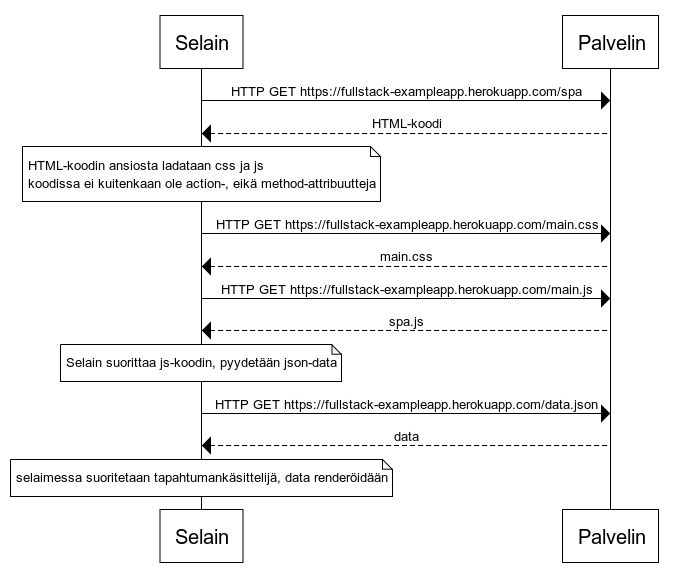 Selain
Palvelin
HTTP GET https://fullstack-exampleapp.herokuapp.com/spa
HTML-koodi
HTML-koodin ansiosta ladataan css ja js
koodissa ei kuitenkaan ole action-, eikä method-attribuutteja
HTTP GET https://fullstack-exampleapp.herokuapp.com/main.css
main.css
HTTP GET https://fullstack-exampleapp.herokuapp.com/main.js
spa.js
Selain suorittaa js-koodin, pyydetään json-data
HTTP GET https://fullstack-exampleapp.herokuapp.com/data.json
data
selaimessa suoritetaan tapahtumankäsittelijä, data renderöidään
Selain
Palvelin